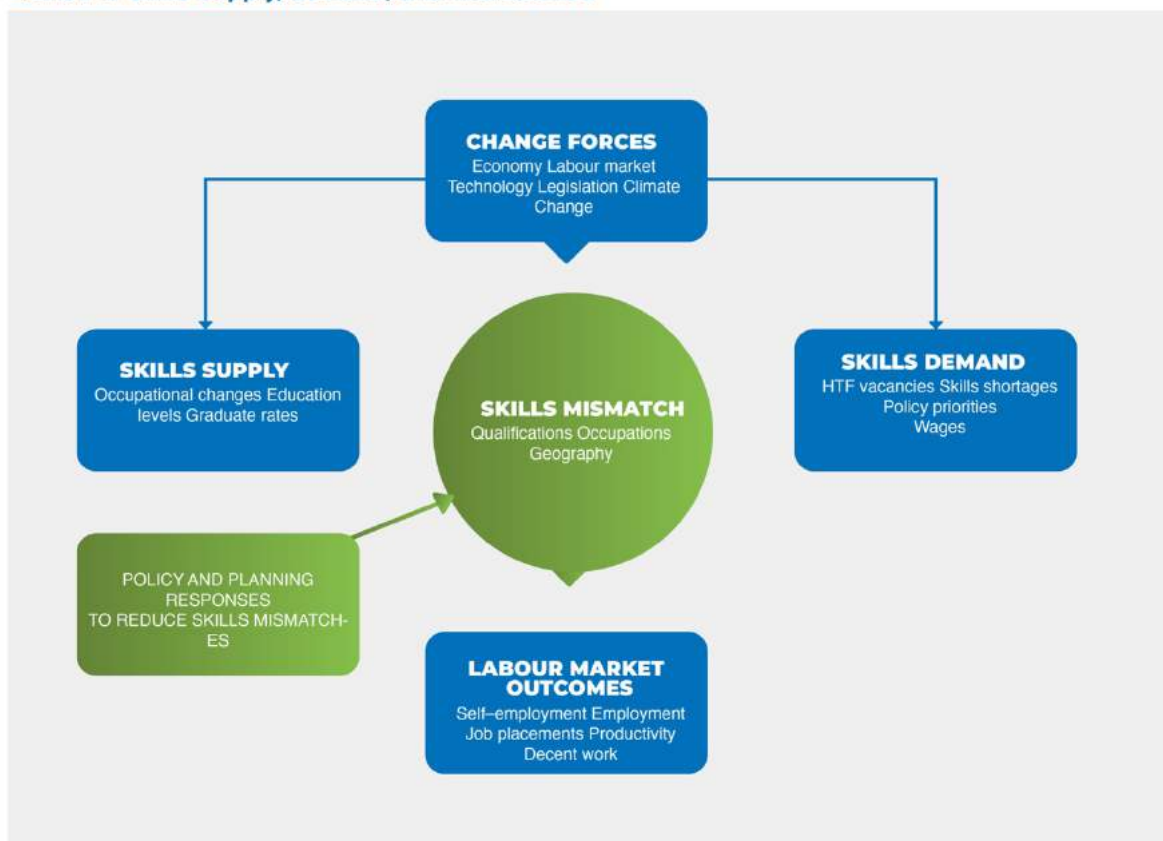 CHANGE FORCES
Economy Labour market
Technology Legislation Climate
Change
SKILLS SUPPLY
Occupational changes Education
levels Graduate rates
SKILLS MISMATCH
Qualifications Occupations
Geography
SKILLS DEMAND
HTF vacancies Skills shortages
Policy priorities
Wages
POLICY AND PLANNING
RESPONSES
TO REDUCE SKILLS MISMATCH-
ES
LABOUR MARKET
OUTCOMES
Self–employment Employment
Job placements Productivity
Decent work